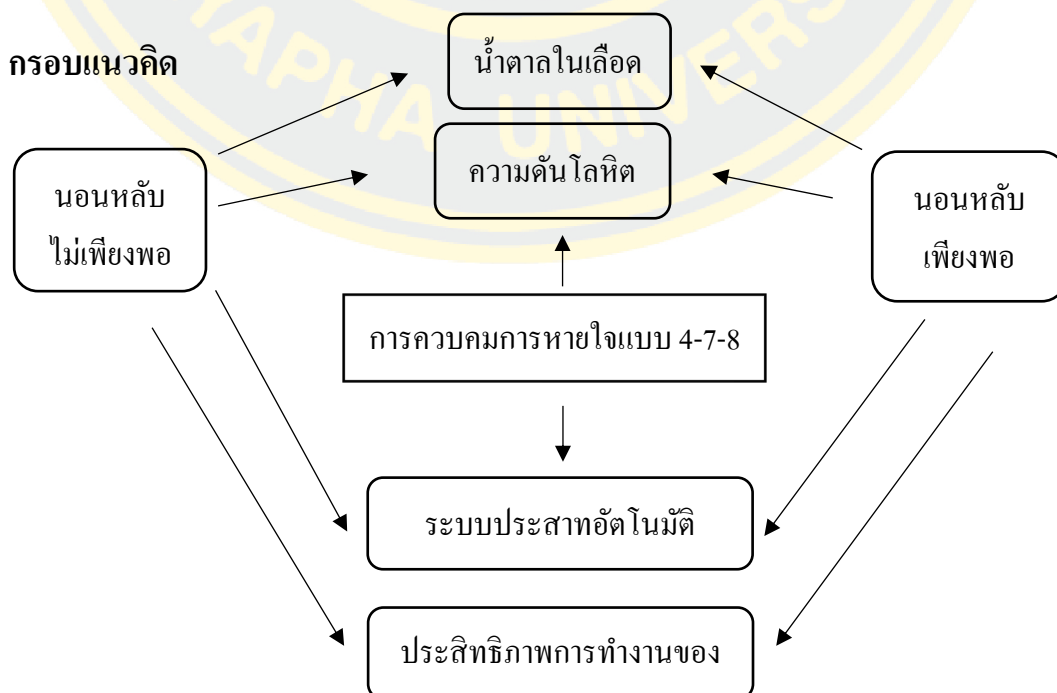 APHA UNIVERS
กรอบแนวคิด
น้ำตาลในเลือด
ความดันโลหิต
นอนหลับ
ไม่เพียงพอ
นอนหลับ
เพียงพอ
การควบคมการหายใจแบบ 4-7-8
ระบบประสาทอัตโนมัติ
ประสิทธิภาพการทำงานของ